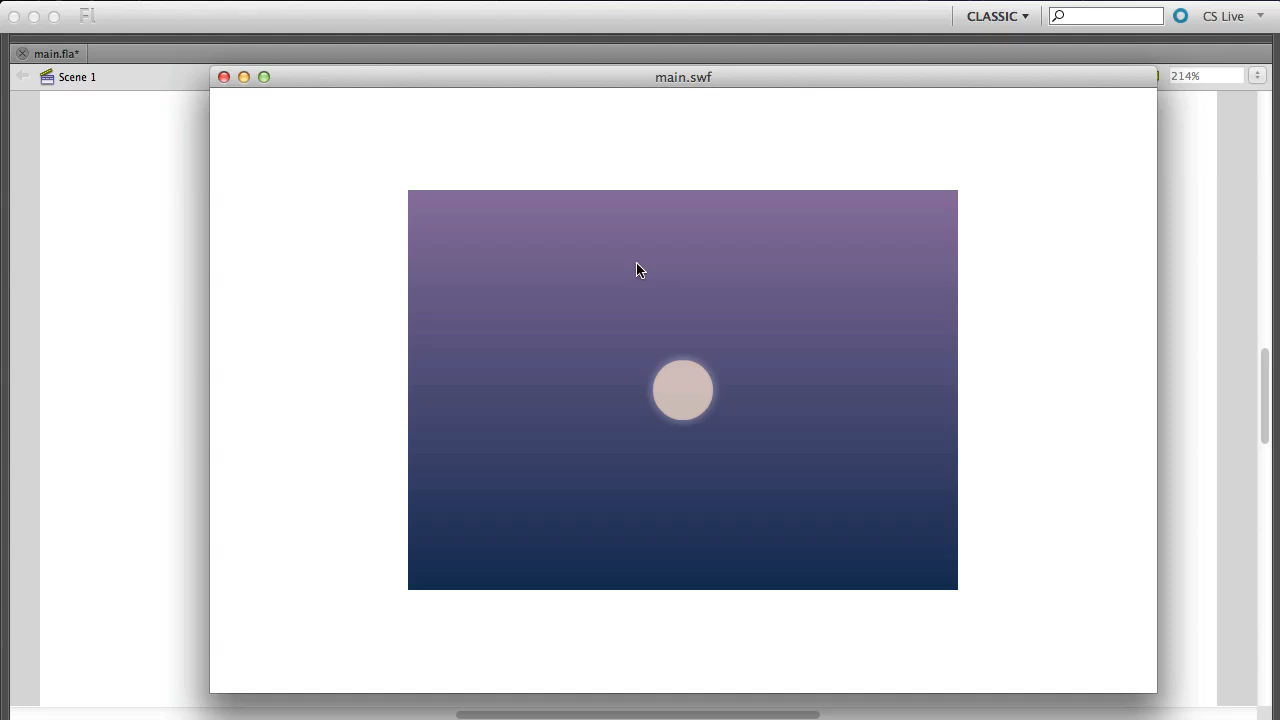 Fl
CLASSIC
CS Live
main.fla*
Scene 1
main.swf
214%